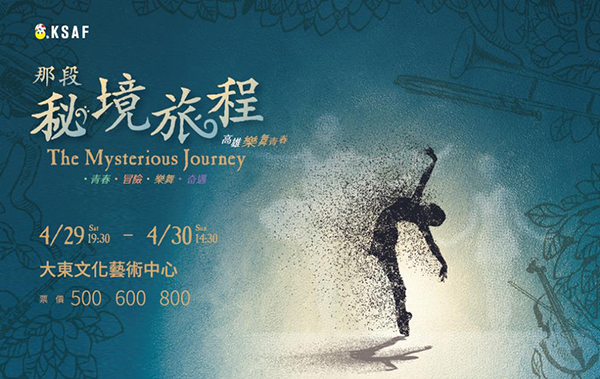 .KSAF
那段
秘境旅程
高雄樂舞青春
The Mysterious Journey
·青春·冒險·樂舞·奇遇
4/29 Sat 19:30 — 4/30 Sun 14:30
大東文化藝術中心
票價 500 600 800